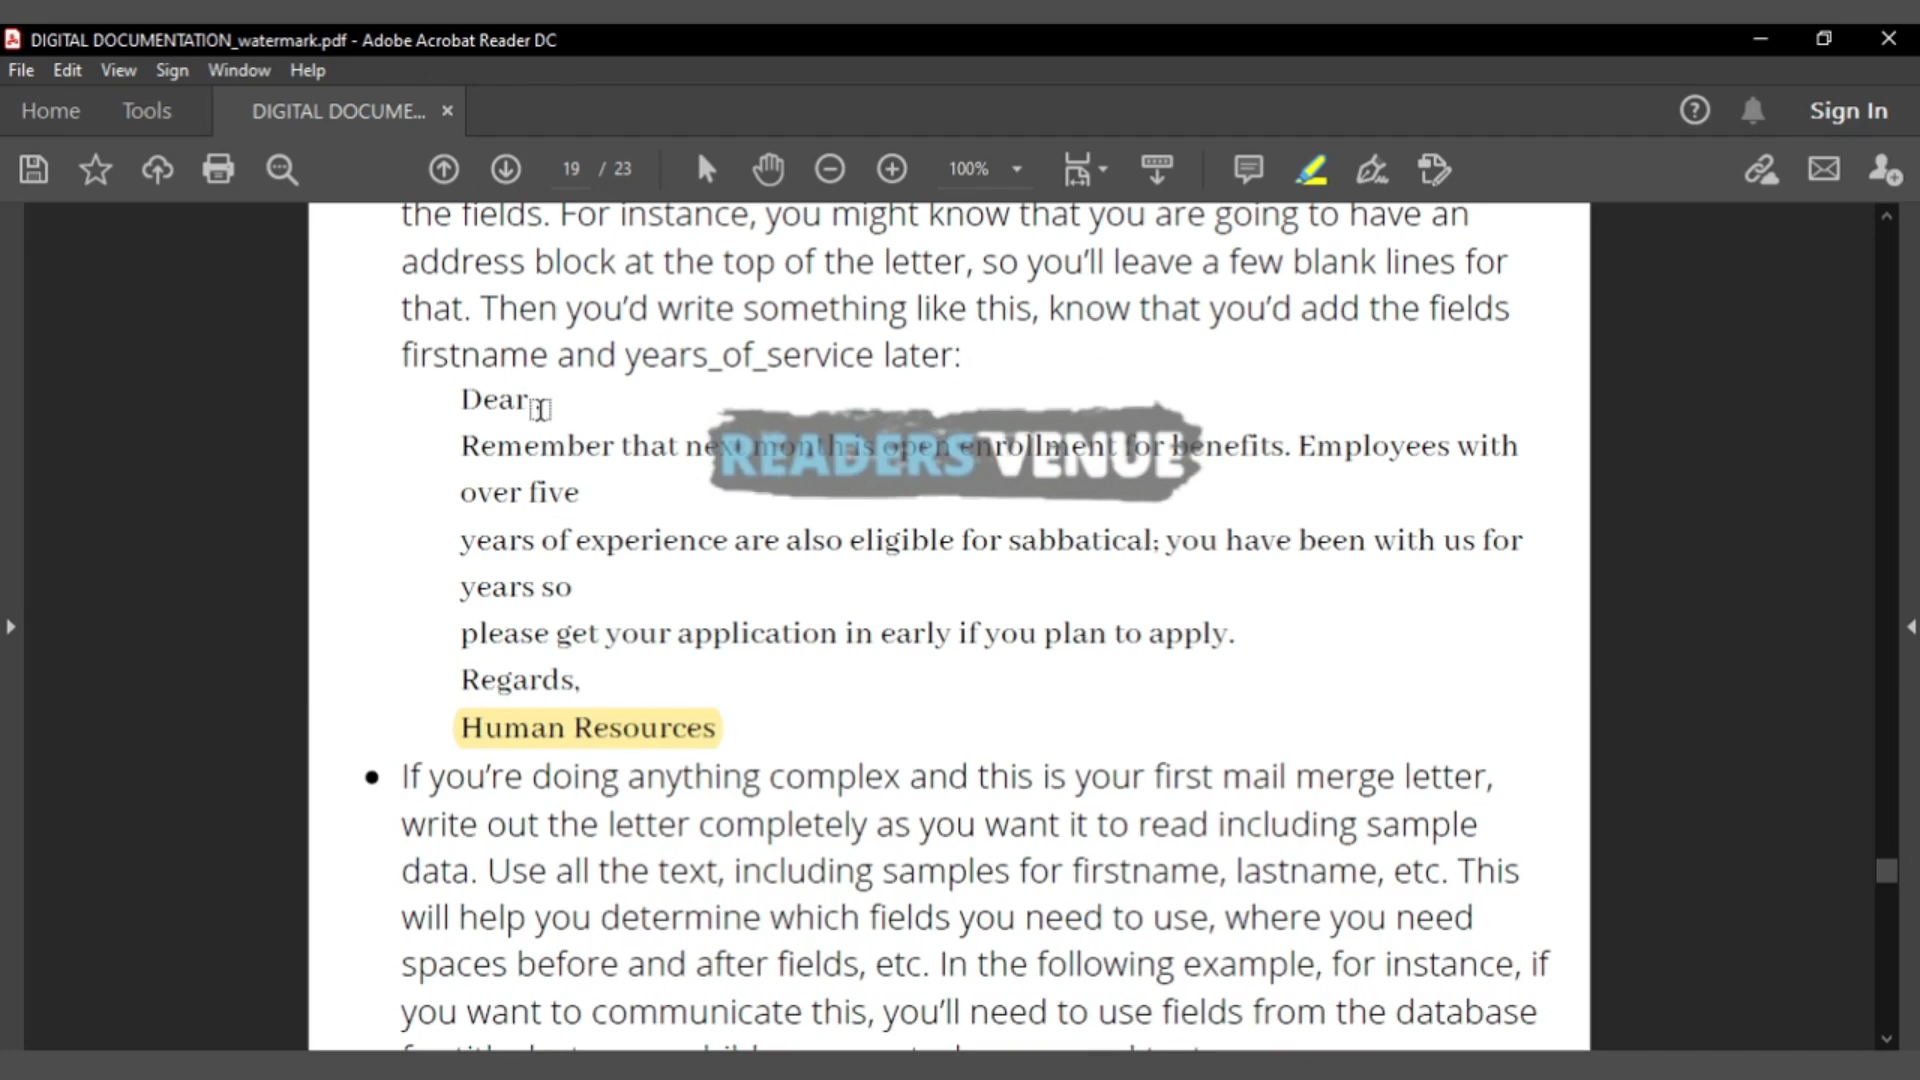 DIGITAL DOCUMENTATION_watermark.pdf - Adobe Acrobat Reader DC
File Edit View Sign Window Help
Home Tools DIGITAL DOCUME... × Sign In
19 / 23 100%
the fields. For instance, you might know that you are going to have an
address block at the top of the letter, so you’ll leave a few blank lines for
that. Then you’d write something like this, know that you’d add the fields
firstname and years_of_service later:
Dear
READERS VENUE
Remember that next month is open enrollment for benefits. Employees with
over five
years of experience are also eligible for sabbatical; you have been with us for
years so
please get your application in early if you plan to apply.
Regards,
Human Resources
• If you’re doing anything complex and this is your first mail merge letter,
write out the letter completely as you want it to read including sample
data. Use all the text, including samples for firstname, lastname, etc. This
will help you determine which fields you need to use, where you need
spaces before and after fields, etc. In the following example, for instance, if
you want to communicate this, you’ll need to use fields from the database